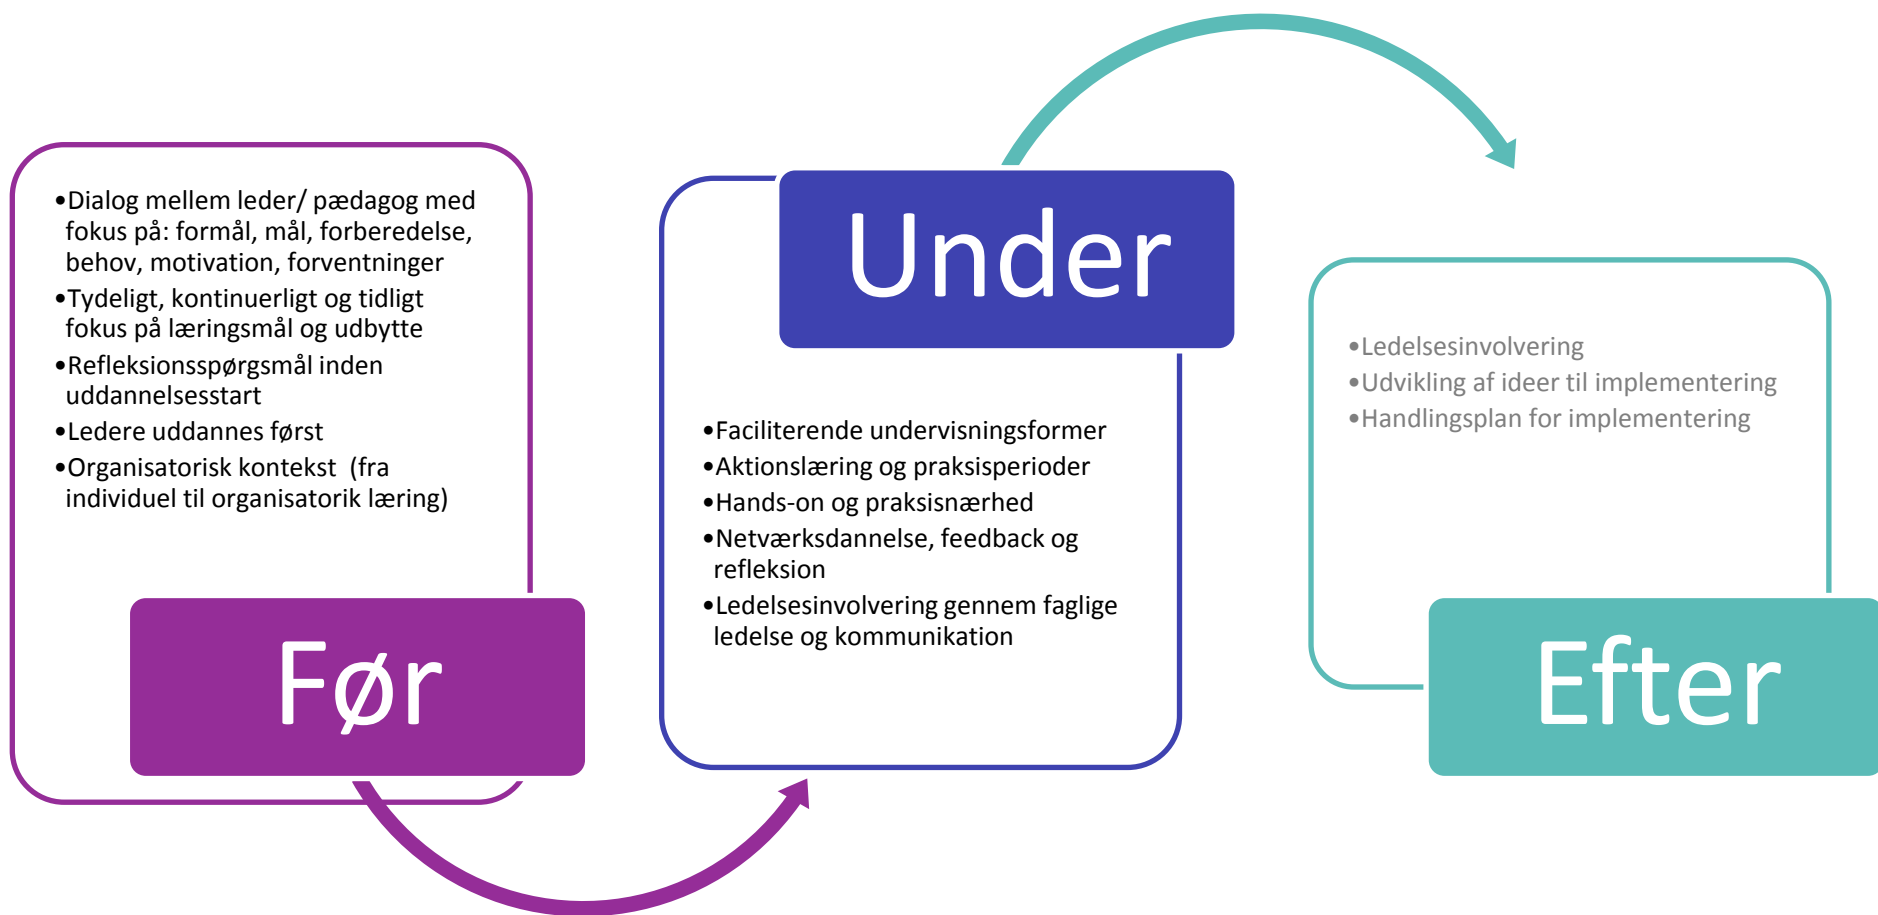 •Dialog mellem leder/ pædagog med
fokus på: formål, mål, forberedelse,
behov, motivation, forventninger
•Tydeligt, kontinuerligt og tidligt
fokus på læringsmål og udbytte
•Refleksionsspørgsmål inden
uddannelsesstart
•Ledere uddannes først
•Organisatorisk kontekst  (fra
individuel til organisatorik læring)
Før
Under
•Faciliterende undervisningsformer
•Aktionslæring og praksisperioder
•Hands-on og praksisnærhed
•Netværksdannelse, feedback og
refleksion
•Ledelsesinvolvering gennem faglige
ledelse og kommunikation
•Ledelsesinvolvering
•Udvikling af ideer til implementering
•Handlingsplan for implementering
Efter